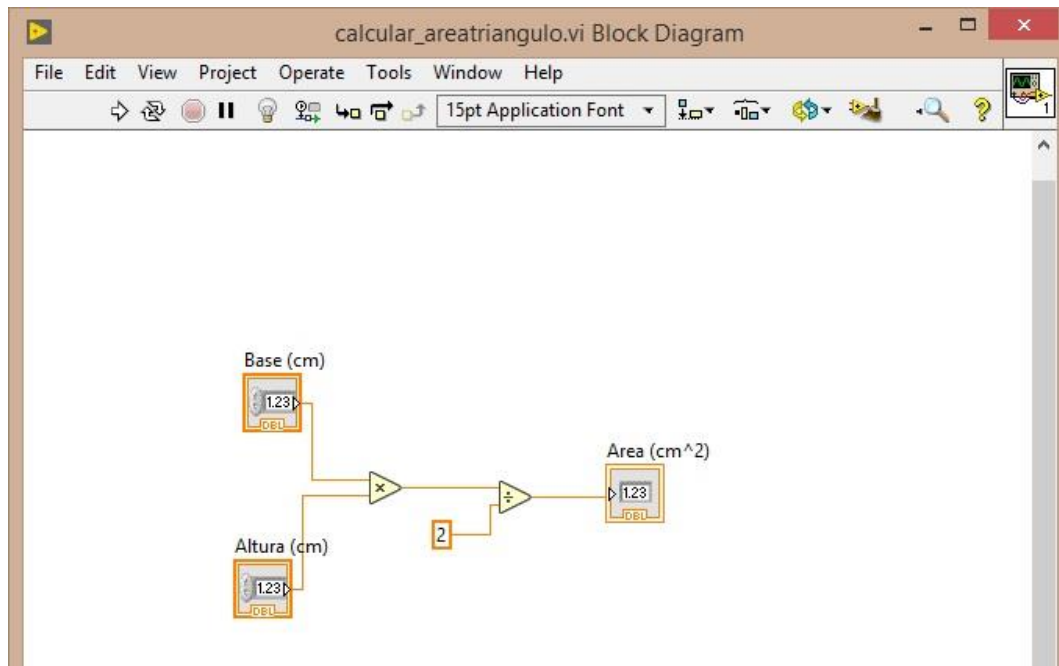 calcular_areatriangulo.vi Block Diagram
File Edit View Project Operate Tools Window Help
15pt Application Font
1
Base (cm)
1.23
DBL
Area (cm^2)
×
÷
1.23
DBL
2
Altura (cm)
1.23
DBL